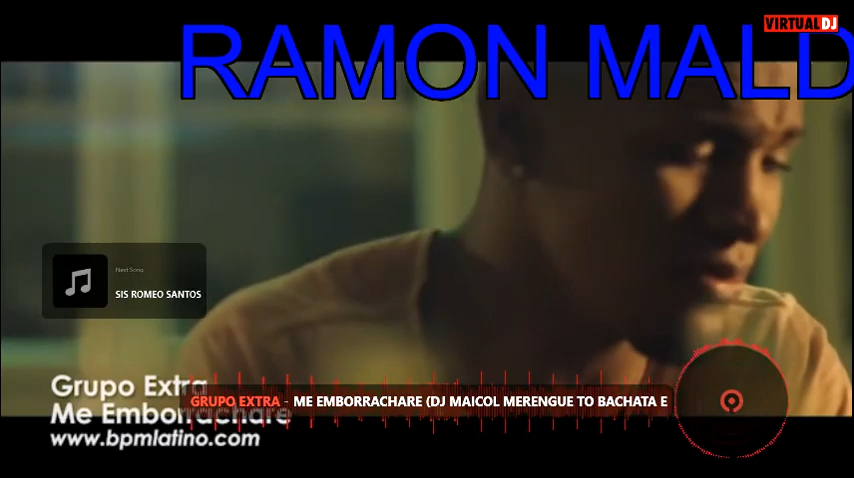 VIRTUALDJ
RAMON MALD
Next Song
SIS ROMEO SANTOS
Grupo Extra
Me Emborrachare
www.bpmlatino.com
GRUPO EXTRA - ME EMBORRACHARE (DJ MAICOL MERENGUE TO BACHATA E